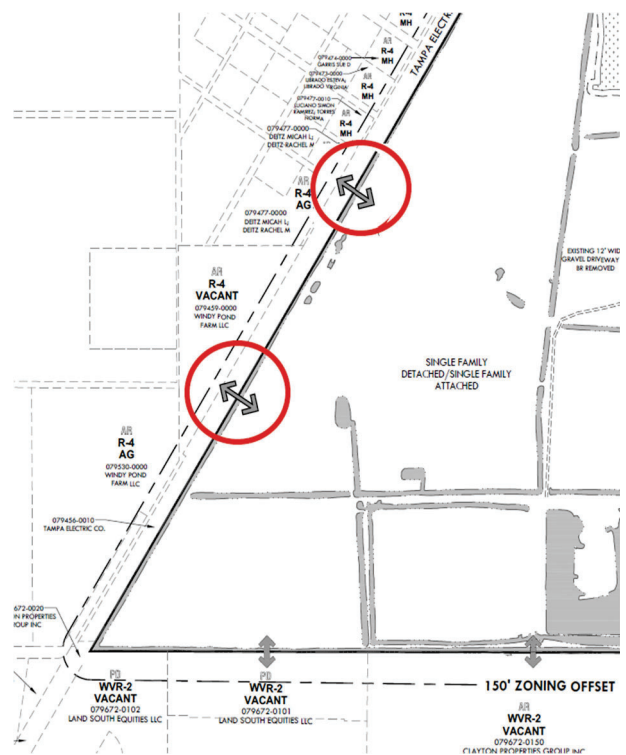 AR
R-4
MH
TAMPA ELECTRIC
079474-0000
GARRIS SUE D
AR
R-4
MH
079473-0000
LIBRADO ESTEVA;
LIBRADO VIRGINIA
079477-0010
LUCIANO SIMON
RAMIREZ; TORRES
NORMA
AR
R-4
MH
079477-0000
DEITZ MICAH L;
DEITZ RACHEL M
AR
R-4
AG
079477-0000
DEITZ MICAH L;
DEITZ RACHEL M
EXISTING 12' WID
GRAVEL DRIVEWAY
BR REMOVED
AR
R-4
VACANT
079459-0000
WINDY POND
FARM LLC
SINGLE FAMILY
DETACHED/SINGLE FAMILY
ATTACHED
AR
R-4
AG
079530-0000
WINDY POND
FARM LLC
079456-0010
TAMPA ELECTRIC CO.
672-0020
N PROPERTIES
OUP INC
PD
WVR-2
VACANT
079672-0102
LAND SOUTH EQUITIES LLC
PD
WVR-2
VACANT
079672-0101
LAND SOUTH EQUITIES LLC
150' ZONING OFFSET
AR
WVR-2
VACANT
079672-0150
CLAYTON PROPERTIES GROUP INC